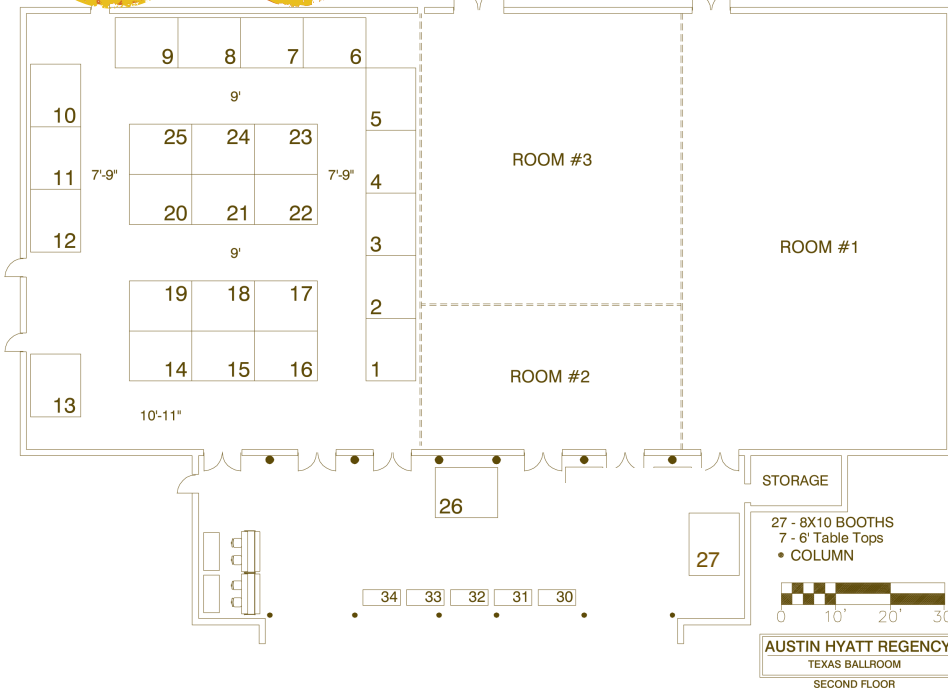 9 8 7 6
10
9'
5
25 24 23
ROOM #3
11
7'-9"
7'-9"
4
20 21 22
12
9'
3
ROOM #1
19 18 17
2
14 15 16
1
ROOM #2
13
10'-11"
STORAGE
26
27 - 8X10 BOOTHS
7 - 6' Table Tops
• COLUMN
27
34 33 32 31 30
0 10' 20' 30
AUSTIN HYATT REGENCY
TEXAS BALLROOM
SECOND FLOOR